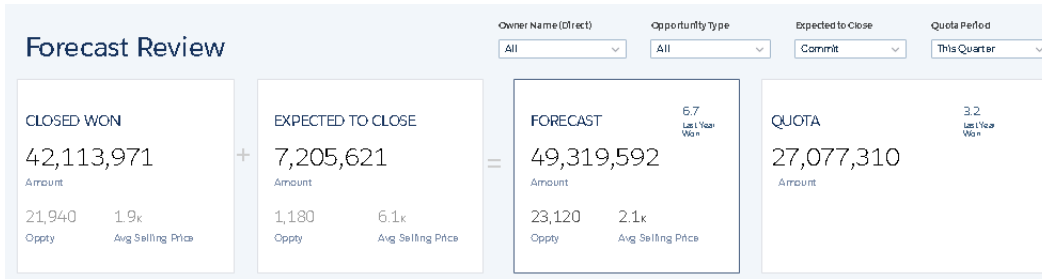 Forecast Review
Owner Name (Direct)
All
Opportunity Type
All
Expected to Close
Commit
Quota Period
This Quarter
CLOSED WON
42,113,971
Amount
21,940
Oppty
1.9K
Avg Selling Price
+
EXPECTED TO CLOSE
7,205,621
Amount
1,180
Oppty
6.1K
Avg Selling Price
=
FORECAST
6.7
Last Year
Won
49,319,592
Amount
23,120
Oppty
2.1K
Avg Selling Price
QUOTA
3.2
Last Year
Won
27,077,310
Amount